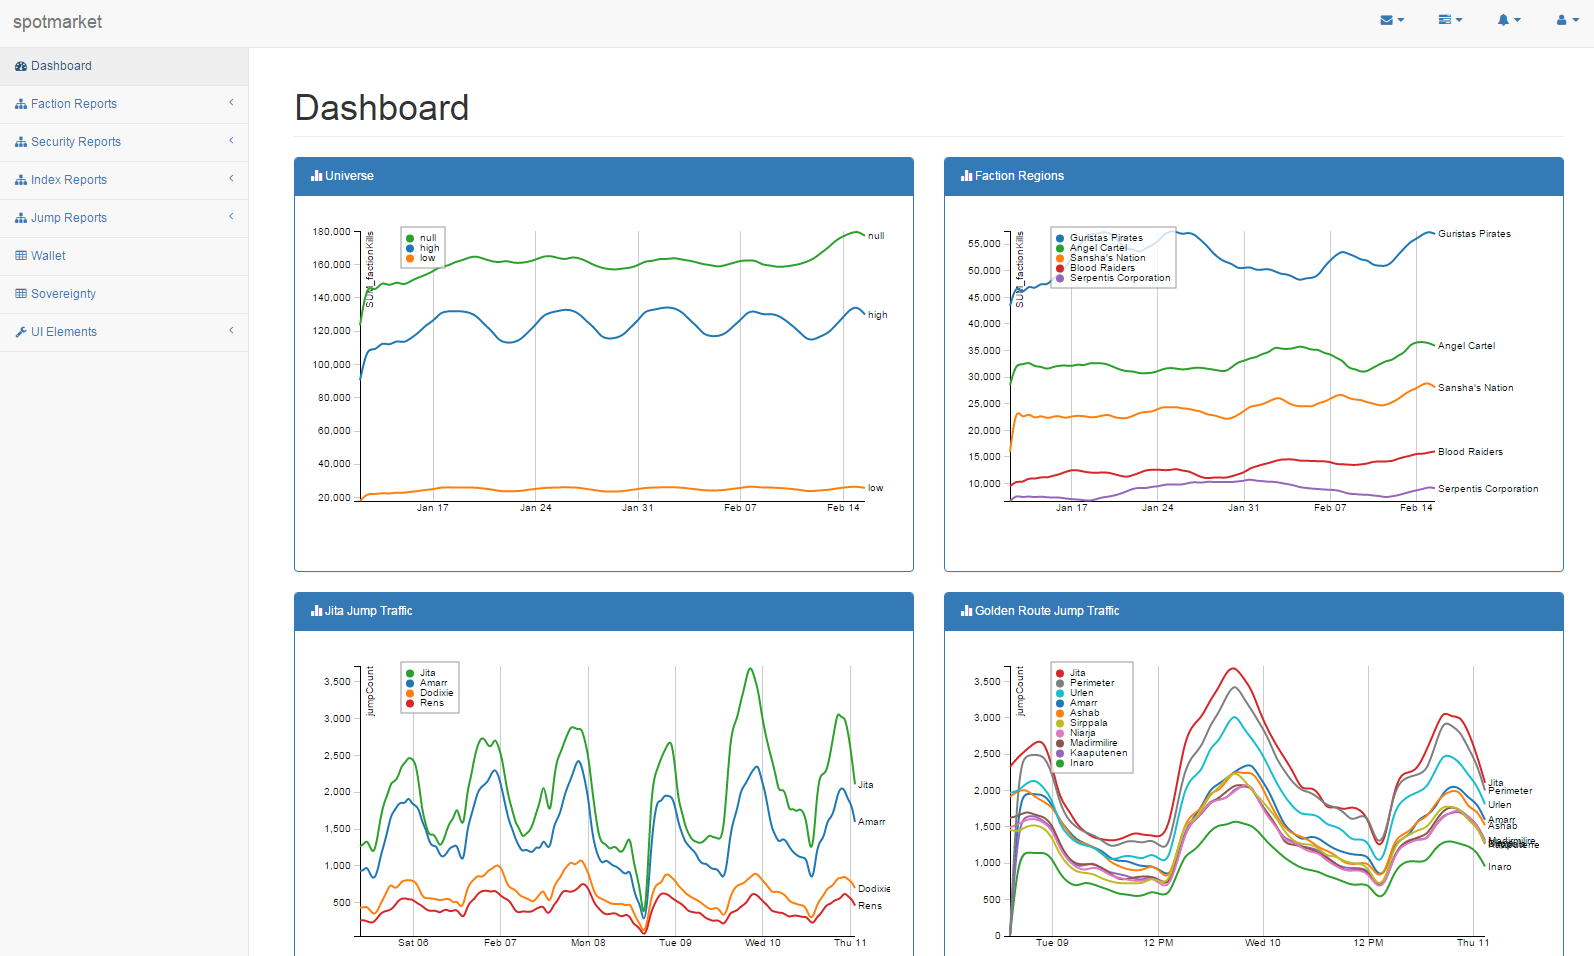 spotmarket
Dashboard
Faction Reports
Security Reports
Index Reports
Jump Reports
Wallet
Sovereignty
UI Elements
Dashboard
Universe
180,000
160,000
140,000
120,000
100,000
80,000
60,000
40,000
20,000
SUM_factionKills
null
high
low
null
high
low
Jan 17
Jan 24
Jan 31
Feb 07
Feb 14
Faction Regions
55,000
50,000
45,000
40,000
35,000
30,000
25,000
20,000
15,000
10,000
SUM_factionKills
Guristas Pirates
Angel Cartel
Sansha's Nation
Blood Raiders
Serpentis Corporation
Guristas Pirates
Angel Cartel
Sansha's Nation
Blood Raiders
Serpentis Corporation
Jan 17
Jan 24
Jan 31
Feb 07
Feb 14
Jita Jump Traffic
3,500
3,000
2,500
2,000
1,500
1,000
500
jumpCount
Jita
Amarr
Dodixie
Rens
Jita
Amarr
Dodixie
Rens
Sat 06
Feb 07
Mon 08
Tue 09
Wed 10
Thu 11
Golden Route Jump Traffic
3,500
3,000
2,500
2,000
1,500
1,000
500
0
jumpCount
Jita
Perimeter
Urlen
Amarr
Ashab
Sirppala
Niarja
Madirmilire
Kaaputenen
Inaro
Jita
Perimeter
Urlen
Amarr
Ashab
Madirmilire
Inaro
Tue 09
12 PM
Wed 10
12 PM
Thu 11